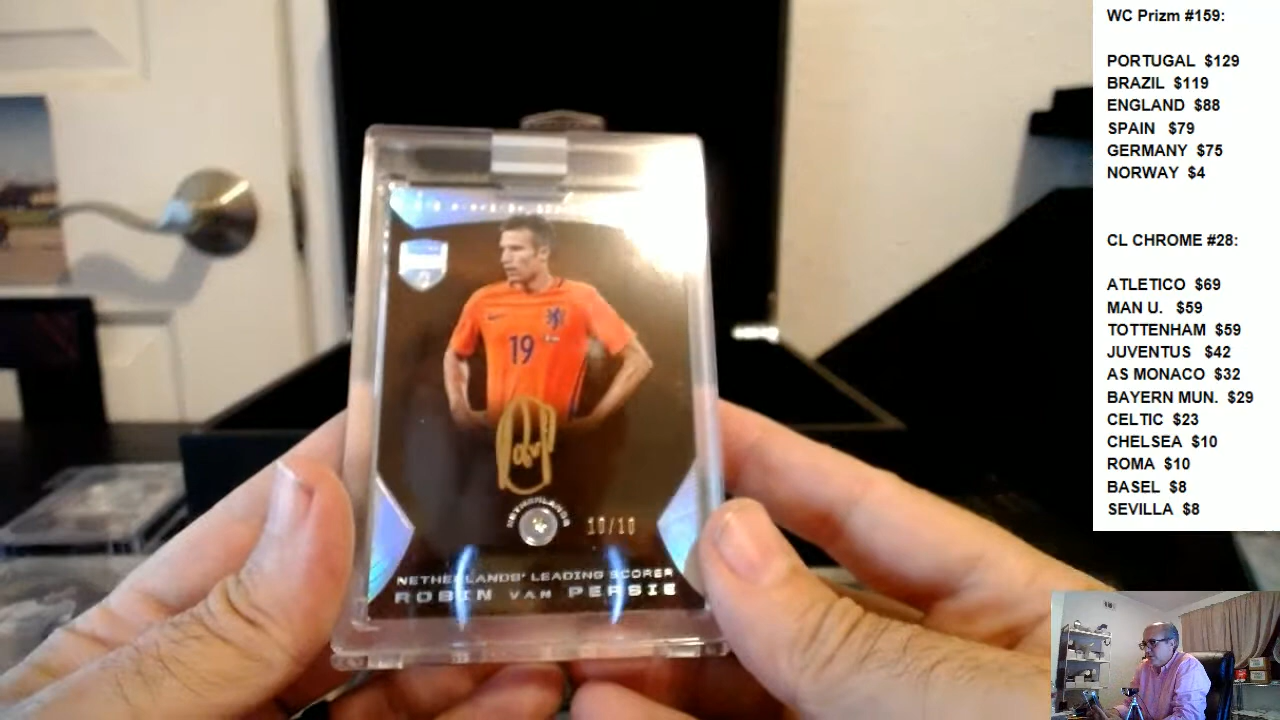 19
NETHERLANDS
10/10
NETHERLANDS' LEADING SCORER
ROBIN VAN PERSIE
WC Prizm #159:
PORTUGAL $129
BRAZIL $119
ENGLAND $88
SPAIN $79
GERMANY $75
NORWAY $4
CL CHROME #28:
ATLETICO $69
MAN U. $59
TOTTENHAM $59
JUVENTUS $42
AS MONACO $32
BAYERN MUN. $29
CELTIC $23
CHELSEA $10
ROMA $10
BASEL $8
SEVILLA $8